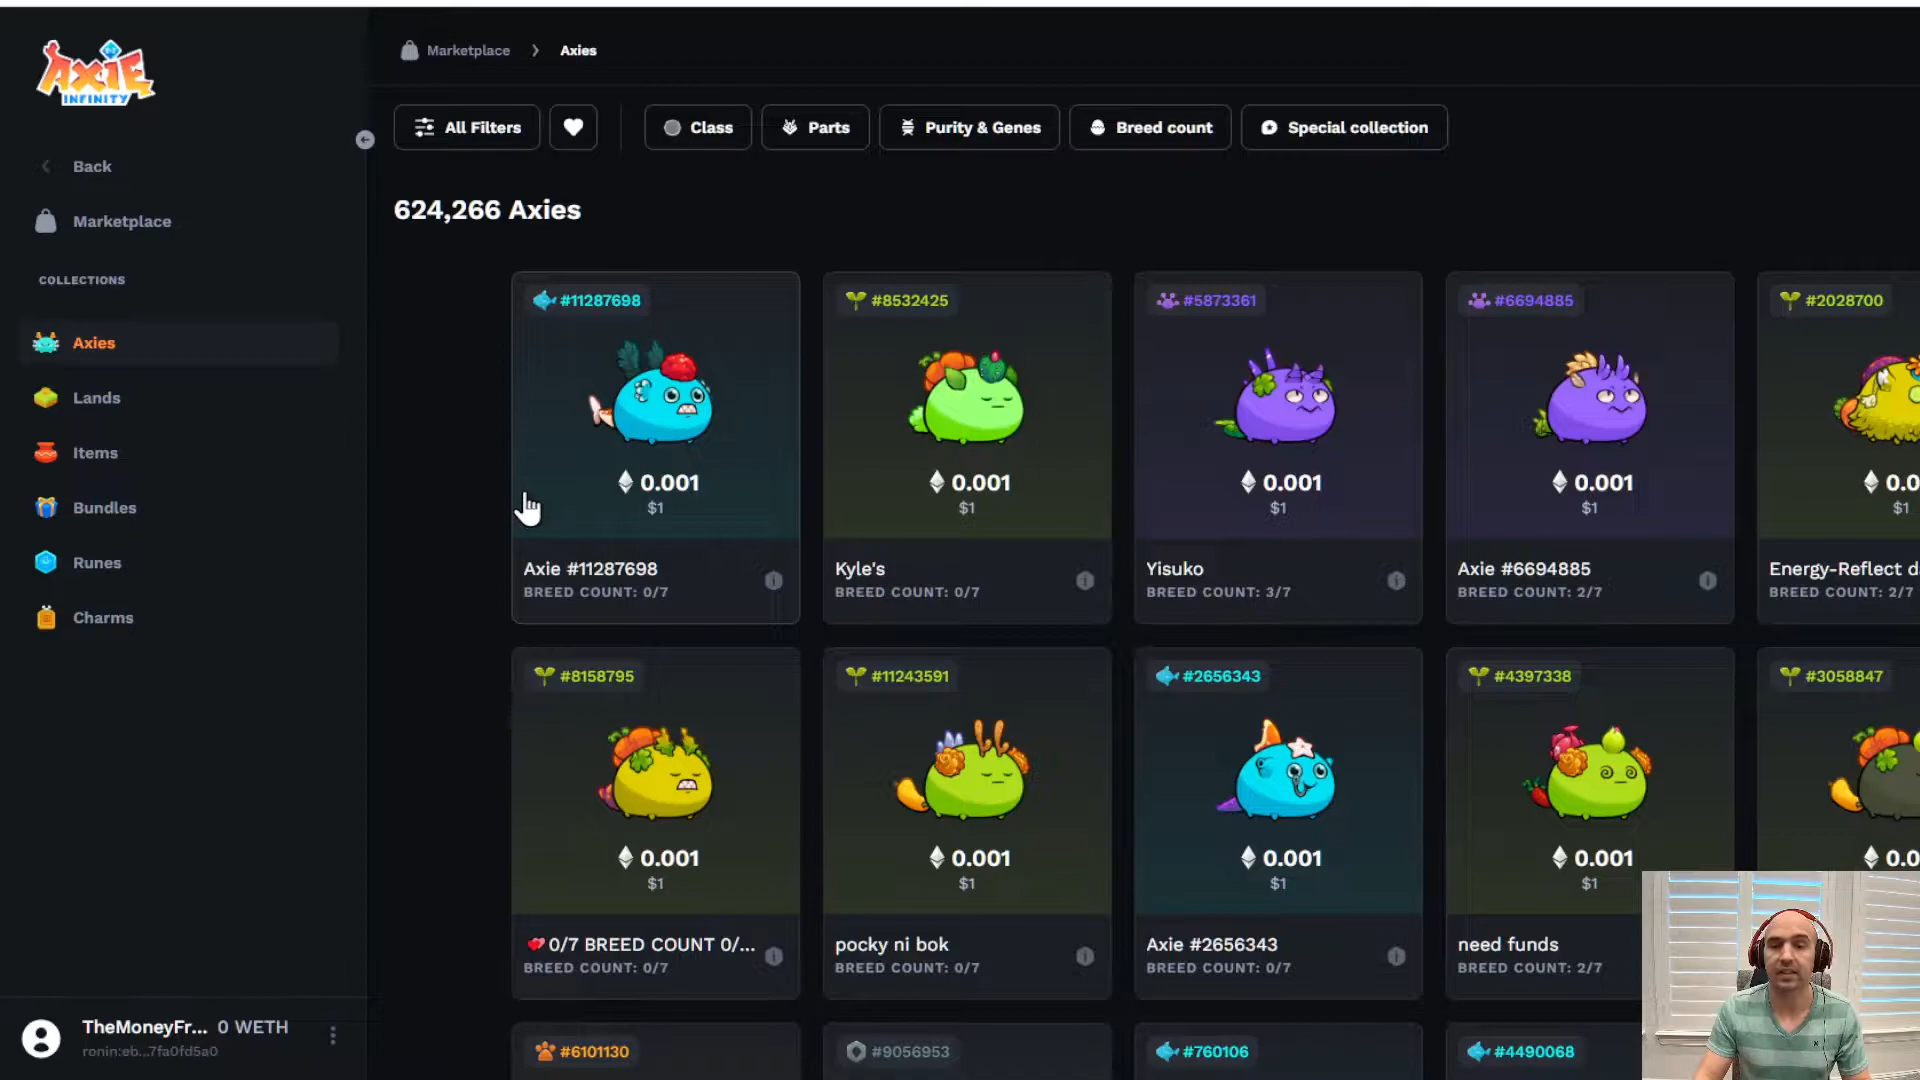 AXIE
INFINITY
Back
Marketplace
COLLECTIONS
Axies
Lands
Items
Bundles
Runes
Charms
TheMoneyFr... 0 WETH
ronin:eb...7fa0fd5a0
Marketplace > Axies
All Filters
Class
Parts
Purity & Genes
Breed count
Special collection
624,266 Axies
#11287698
0.001
$1
Axie #11287698
BREED COUNT: 0/7
#8532425
0.001
$1
Kyle's
BREED COUNT: 0/7
#5873361
0.001
$1
Yisuko
BREED COUNT: 3/7
#6694885
0.001
$1
Axie #6694885
BREED COUNT: 2/7
#2028700
0.0
$1
Energy-Reflect d
BREED COUNT: 2/7
#8158795
0.001
$1
0/7 BREED COUNT 0/...
BREED COUNT: 0/7
#11243591
0.001
$1
pocky ni bok
BREED COUNT: 0/7
#2656343
0.001
$1
Axie #2656343
BREED COUNT: 0/7
#4397338
0.001
$1
need funds
BREED COUNT: 2/7
#3058847
0.0
#6101130
#9056953
#760106
#4490068